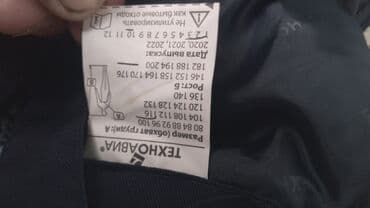 ТЕХНОАВИА
Размер (обхват груди): А
80 84 88 92 96 100
104 108 112 116
120 124 128 132
136 140
Рост: Б
146 152 158 164 170 176
182 188 194 200
Дата выпуска:
2020, 2021, 2022
1 2 3 4 5 6 7 8 9 10 11 12
Не утилизировать
как бытовые отходы